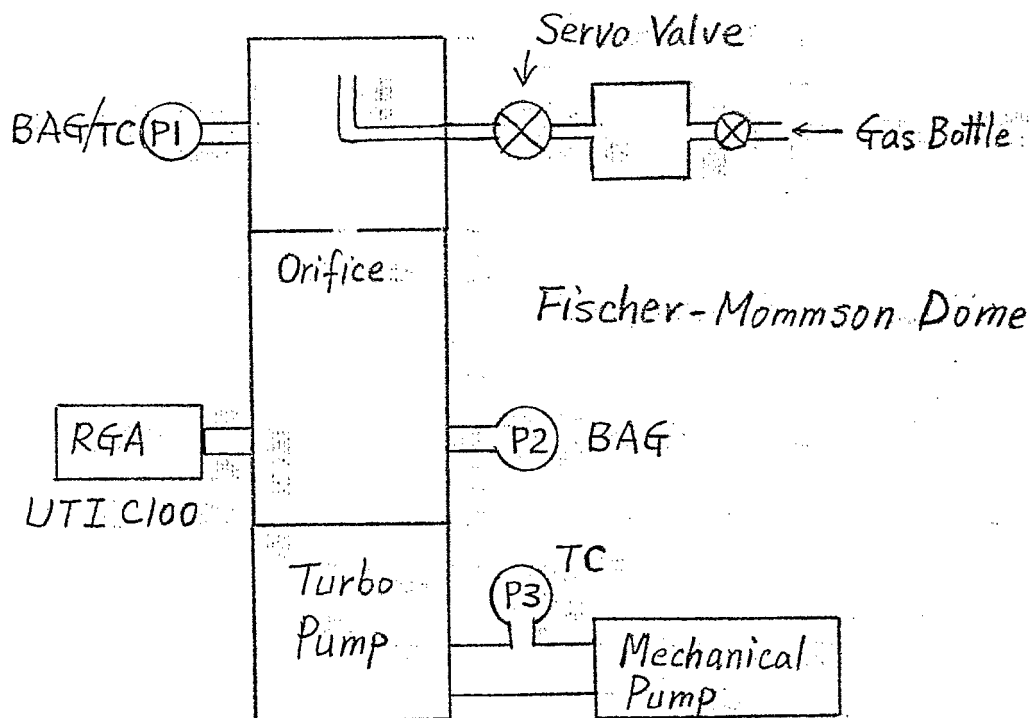 Servo Valve
BAG/TC P1
Gas Bottle
Orifice
Fischer-Mommson Dome
RGA
P2 BAG
UTI C100
TC
P3
Turbo
Pump
Mechanical
Pump